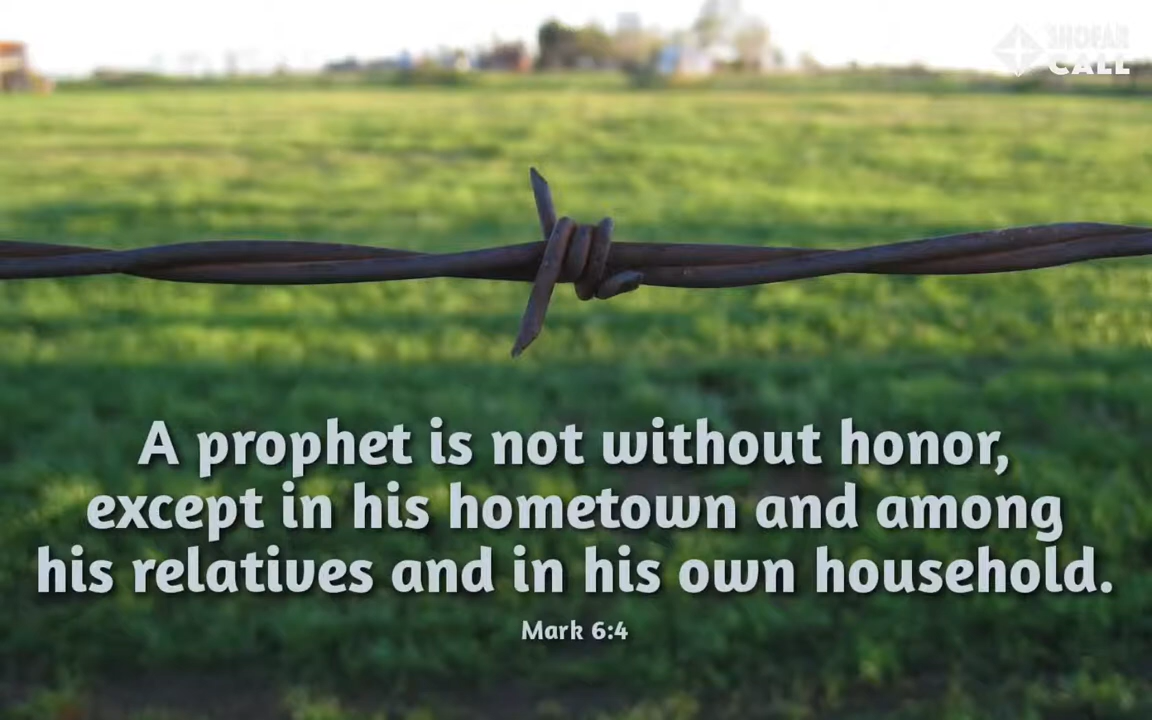 SHOFAR
CALL
A prophet is not without honor,
except in his hometown and among
his relatives and in his own household.
Mark 6:4